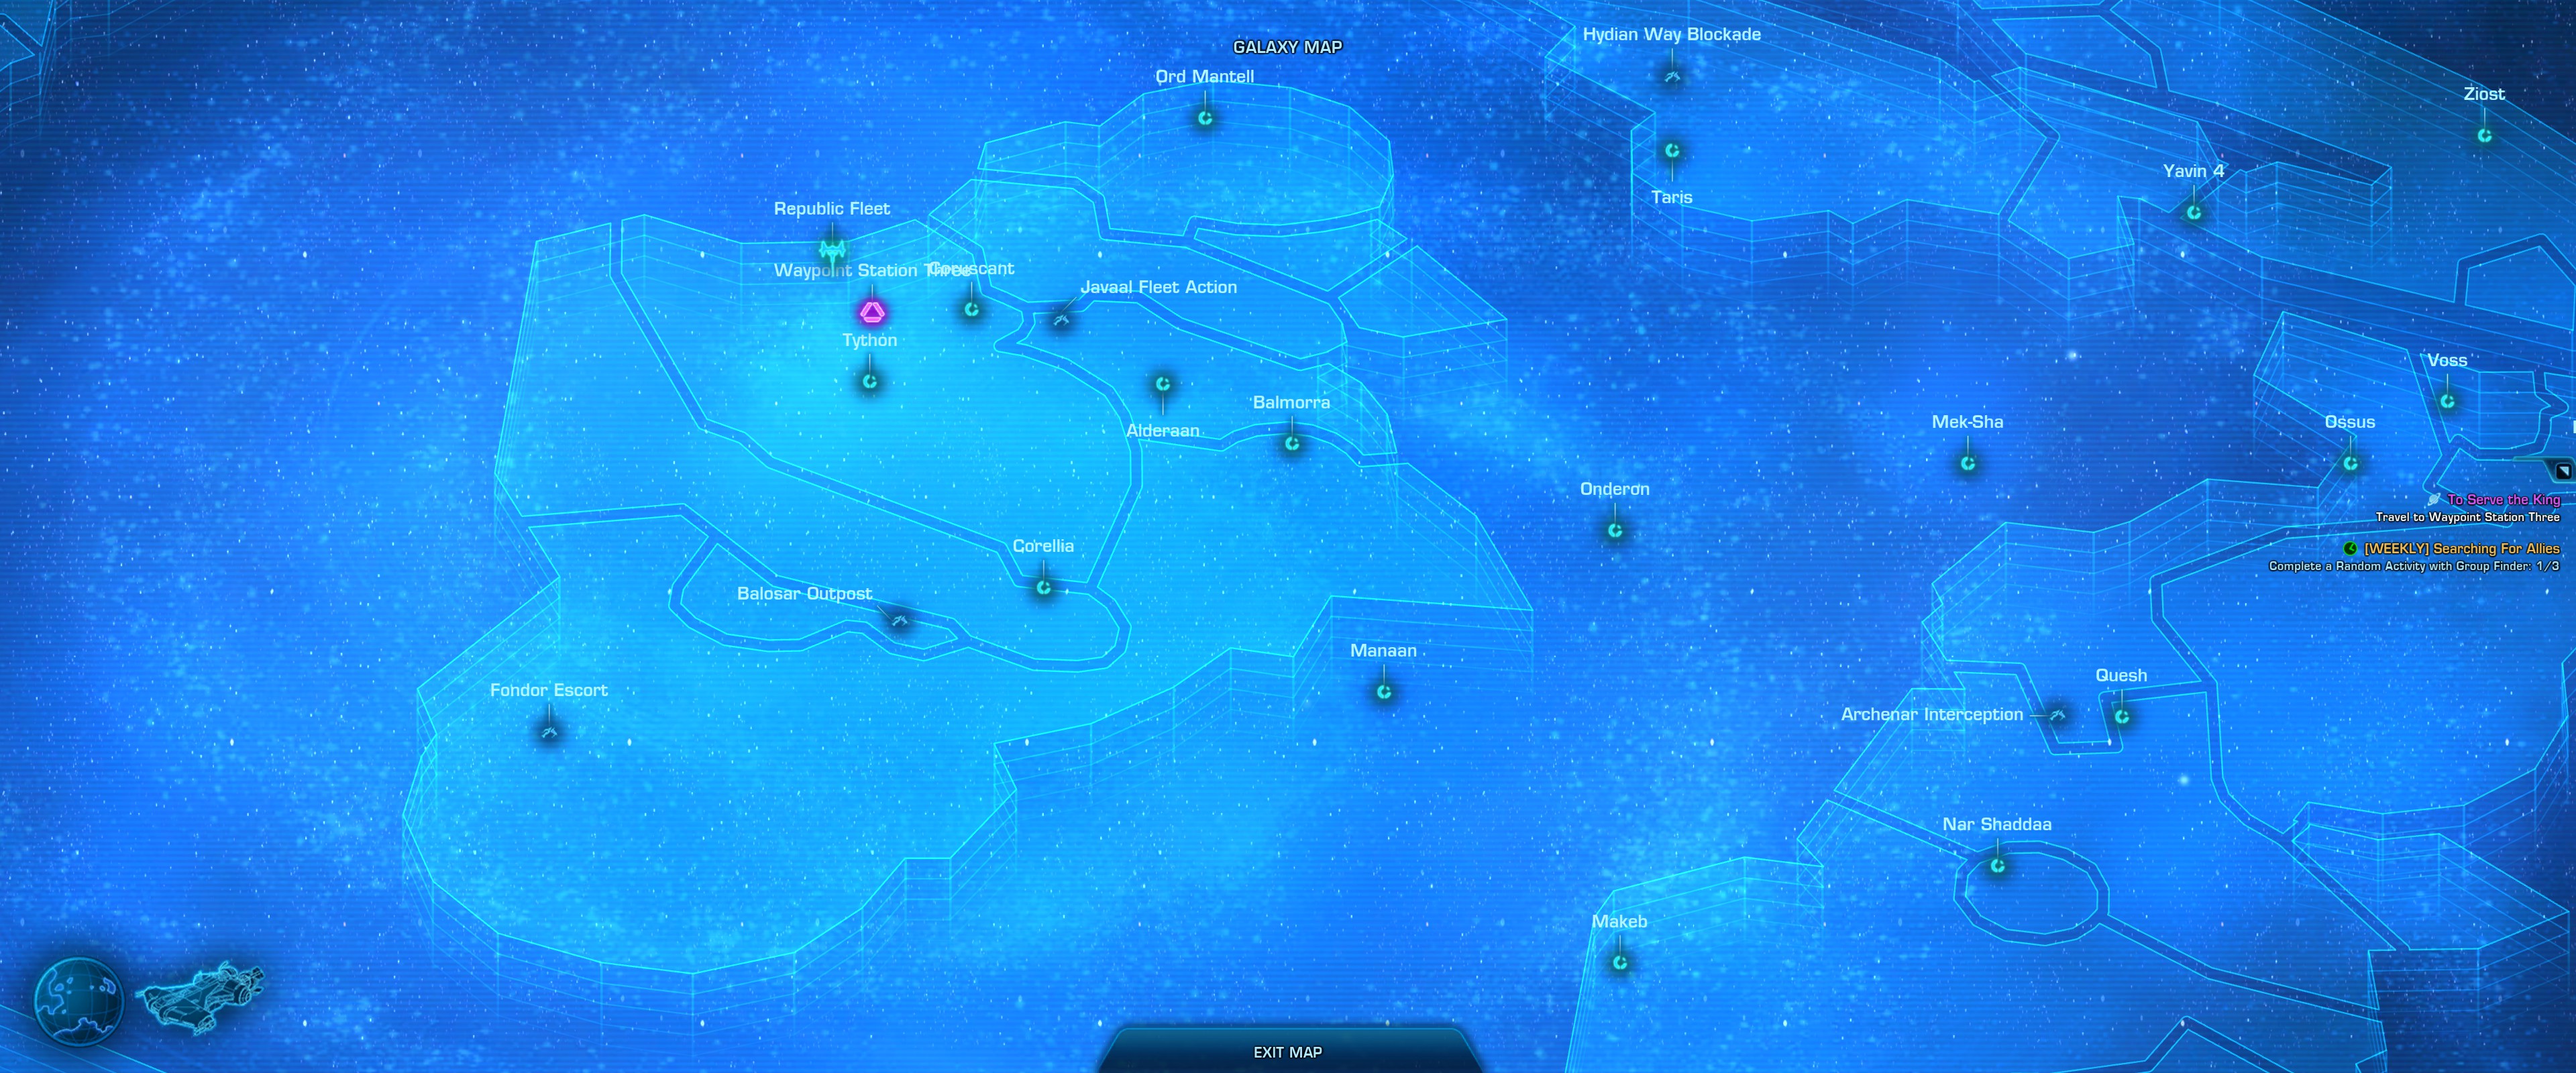 GALAXY MAP
Hydian Way Blockade
Ord Mantell
Ziost
Yavin 4
Taris
Republic Fleet
Waypoint Station Three
Coruscant
Javaal Fleet Action
Tython
Voss
Balmorra
Alderaan
Mek-Sha
Ossus
Onderon
To Serve the King
Travel to Waypoint Station Three
Corellia
[WEEKLY] Searching For Allies
Complete a Random Activity with Group Finder: 1/3
Balosar Outpost
Manaan
Quesh
Fondor Escort
Archenar Interception
Nar Shaddaa
Makeb
EXIT MAP